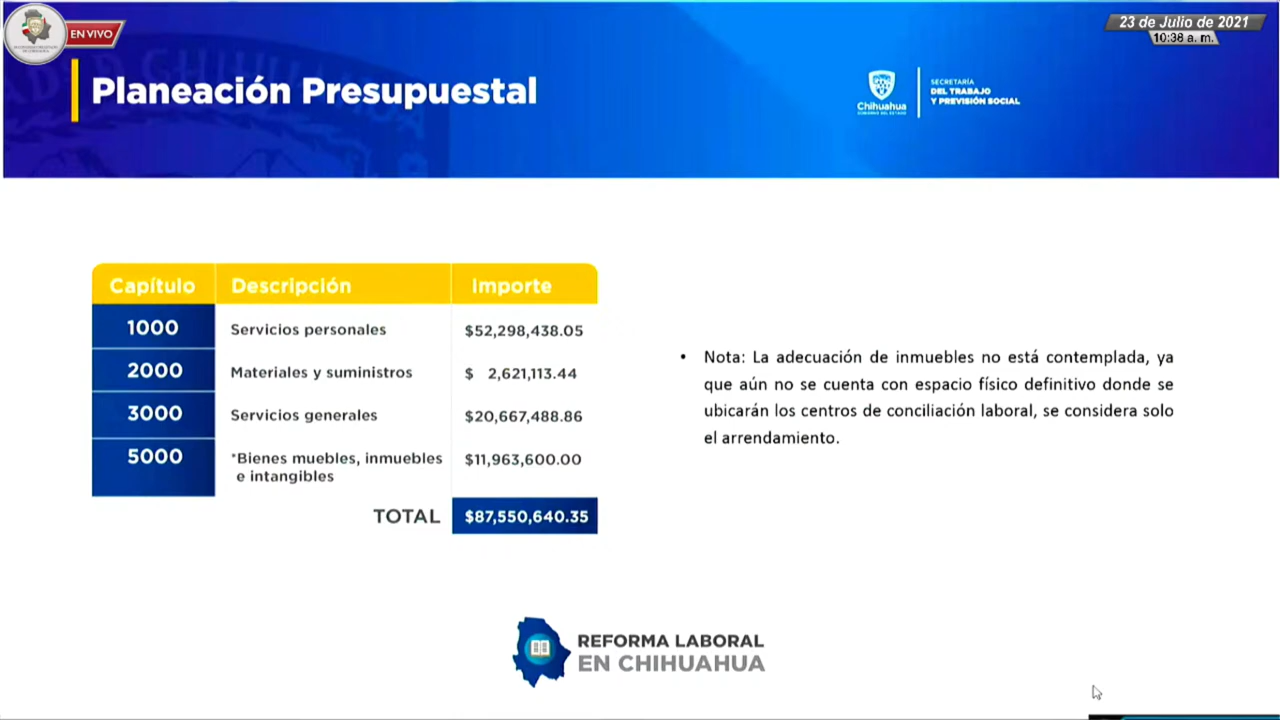 EN VIVO
23 de Julio de 2021
10:38 a. m.
Planeación Presupuestal
Chihuahua
GOBIERNO DEL ESTADO
SECRETARÍA
DEL TRABAJO
Y PREVISIÓN SOCIAL
Capítulo Descripción Importe
1000 Servicios personales $52,298,438.05
2000 Materiales y suministros $ 2,621,113.44
3000 Servicios generales $20,667,488.86
5000 *Bienes muebles, inmuebles $11,963,600.00
e intangibles
TOTAL $87,550,640.35
• Nota: La adecuación de inmuebles no está contemplada, ya
que aún no se cuenta con espacio físico definitivo donde se
ubicarán los centros de conciliación laboral, se considera solo
el arrendamiento.
REFORMA LABORAL
EN CHIHUAHUA